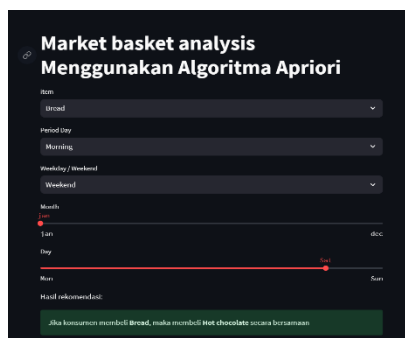 Market basket analysis
Menggunakan Algoritma Apriori
item
Bread
Period Day
Morning
Weekday / Weekend
Weekend
Month
jan
jan
dec
Day
Sat
Mon
Sun
Hasil rekomendasi:
Jika konsumen membeli Bread, maka membeli Hot chocolate secara bersamaan